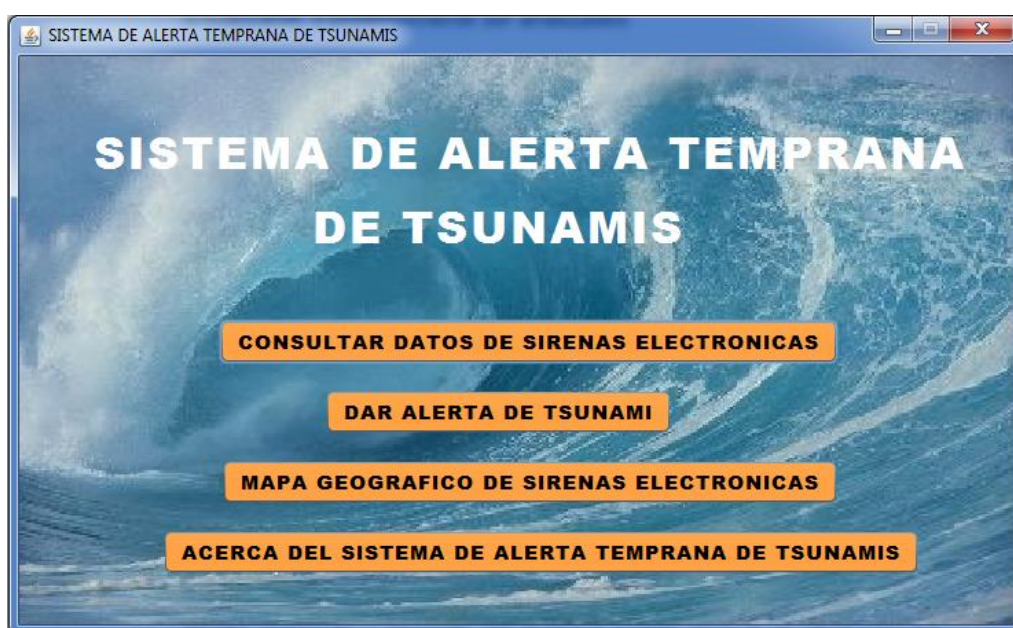 SISTEMA DE ALERTA TEMPRANA DE TSUNAMIS
SISTEMA DE ALERTA TEMPRANA
DE TSUNAMIS
CONSULTAR DATOS DE SIRENAS ELECTRONICAS
DAR ALERTA DE TSUNAMI
MAPA GEOGRAFICO DE SIRENAS ELECTRONICAS
ACERCA DEL SISTEMA DE ALERTA TEMPRANA DE TSUNAMIS